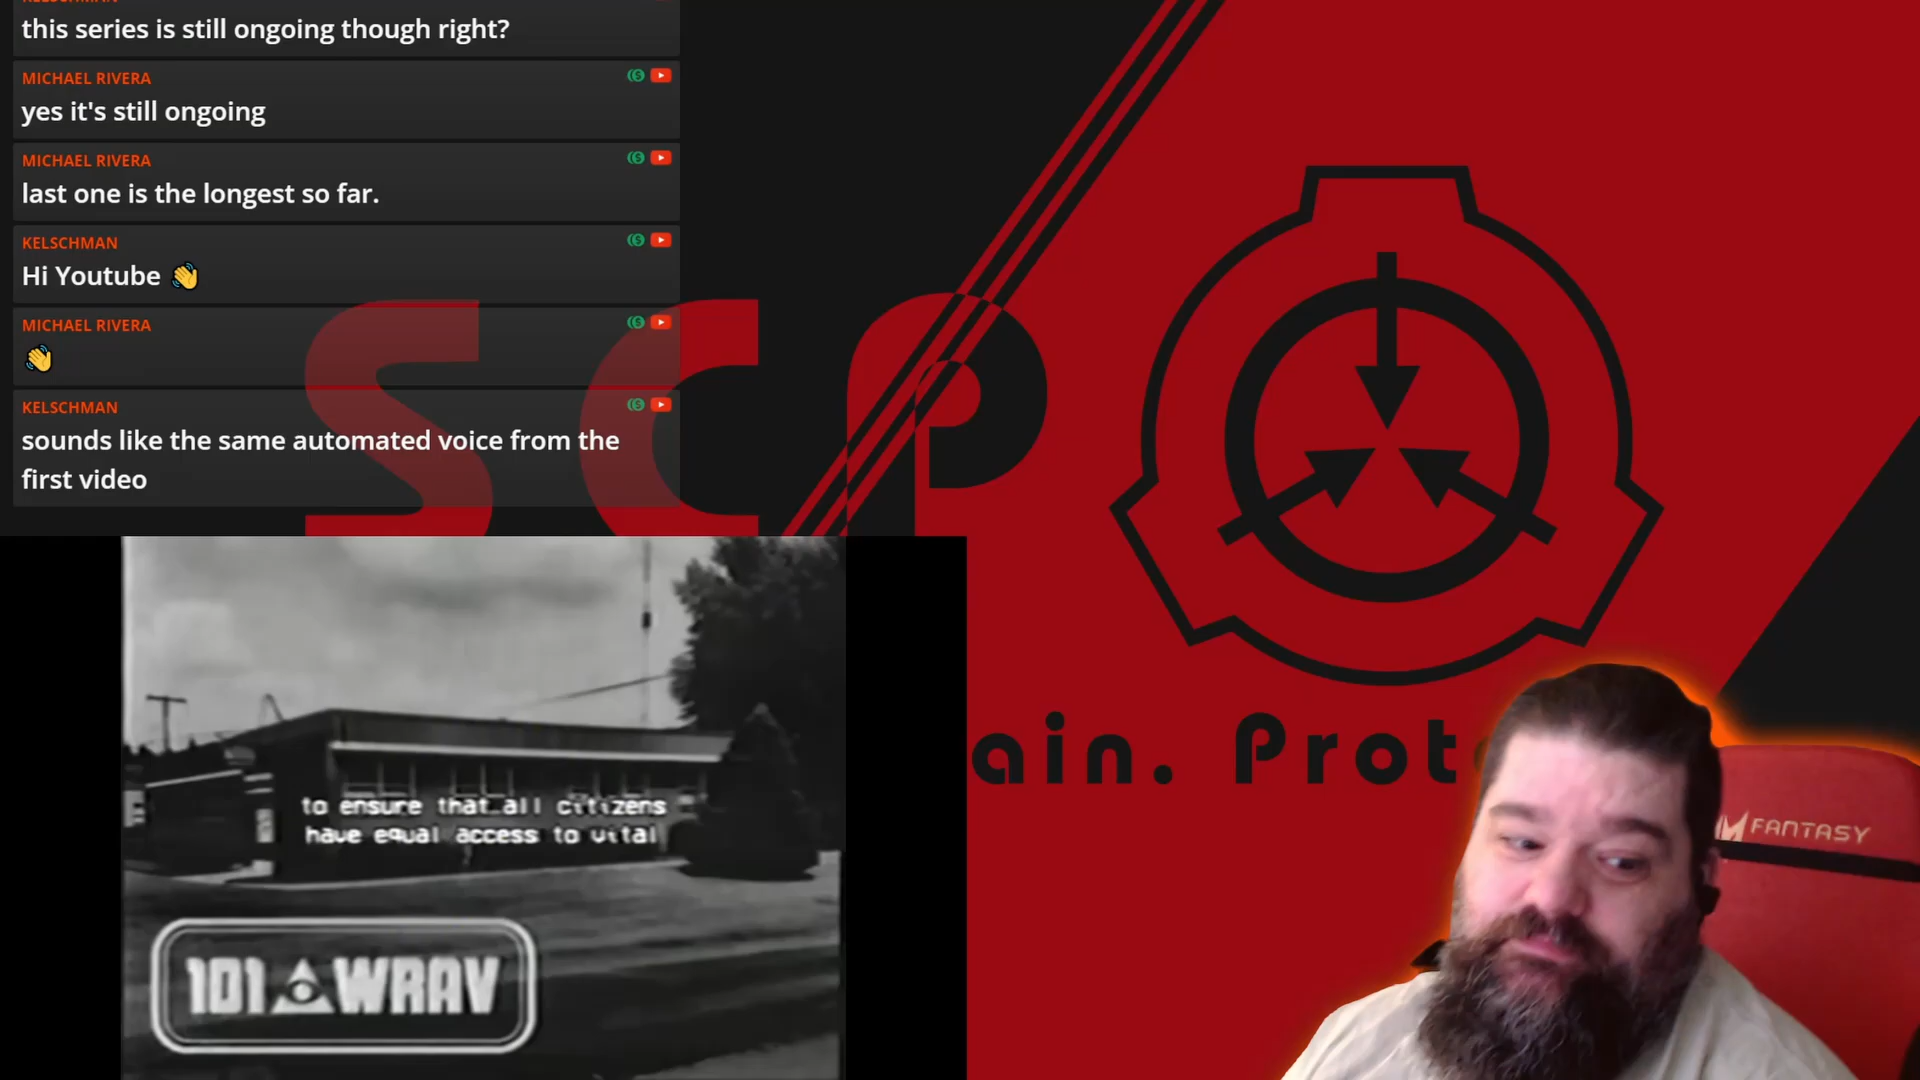 this series is still ongoing though right?
MICHAEL RIVERA
yes it's still ongoing
MICHAEL RIVERA
last one is the longest so far.
KELSCHMAN
Hi Youtube 👋
MICHAEL RIVERA
👋
KELSCHMAN
sounds like the same automated voice from the
first video
SCP
ain. Prot
to ensure that all citizens
have equal access to vital
101 WRAV
FANTASY